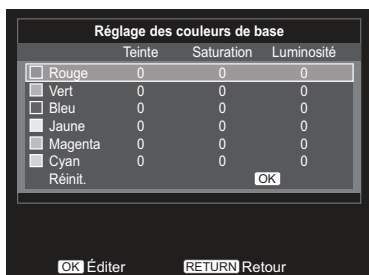 Réglage des couleurs de base
Teinte Saturation Luminosité
Rouge 0 0 0
Vert 0 0 0
Bleu 0 0 0
Jaune 0 0 0
Magenta 0 0 0
Cyan 0 0 0
Réinit. OK
OK Éditer RETURN Retour